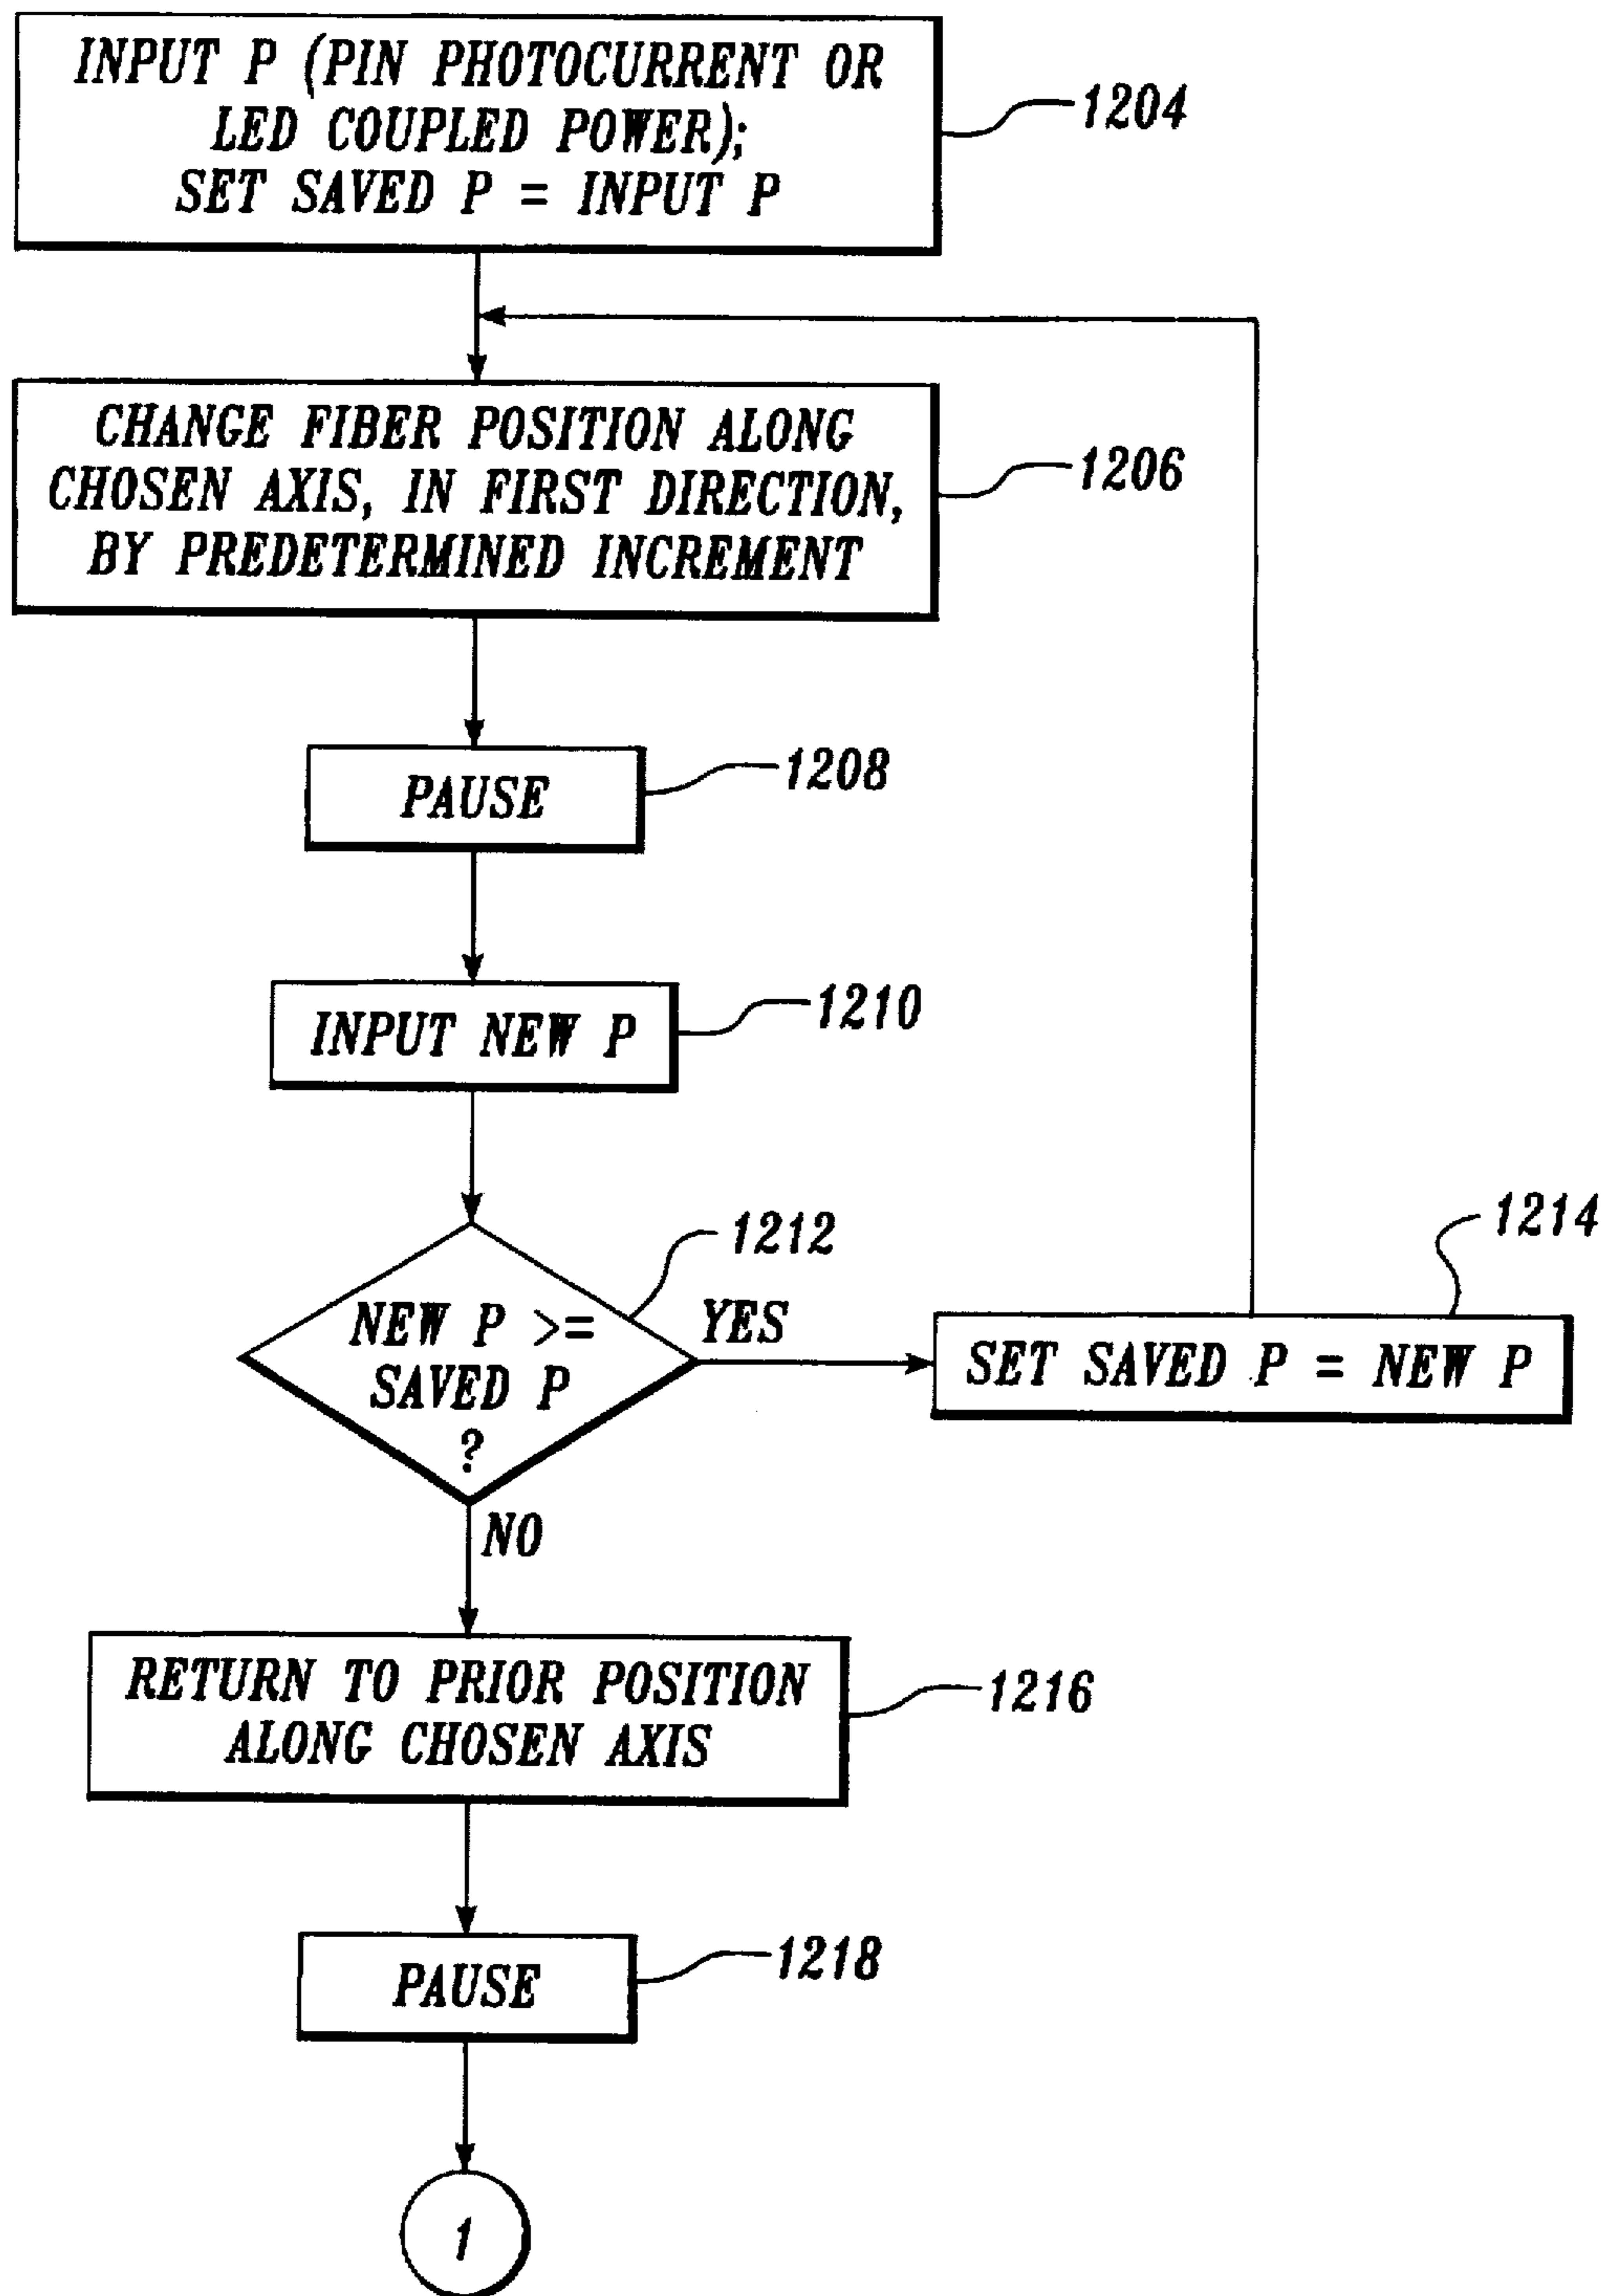 INPUT P (PIN PHOTOCURRENT OR
LED COUPLED POWER);
SET SAVED P = INPUT P
1204
CHANGE FIBER POSITION ALONG
CHOSEN AXIS, IN FIRST DIRECTION,
BY PREDETERMINED INCREMENT
1206
PAUSE
1208
INPUT NEW P
1210
NEW P >=
SAVED P
?
1212
YES
SET SAVED P = NEW P
1214
NO
RETURN TO PRIOR POSITION
ALONG CHOSEN AXIS
1216
PAUSE
1218
1